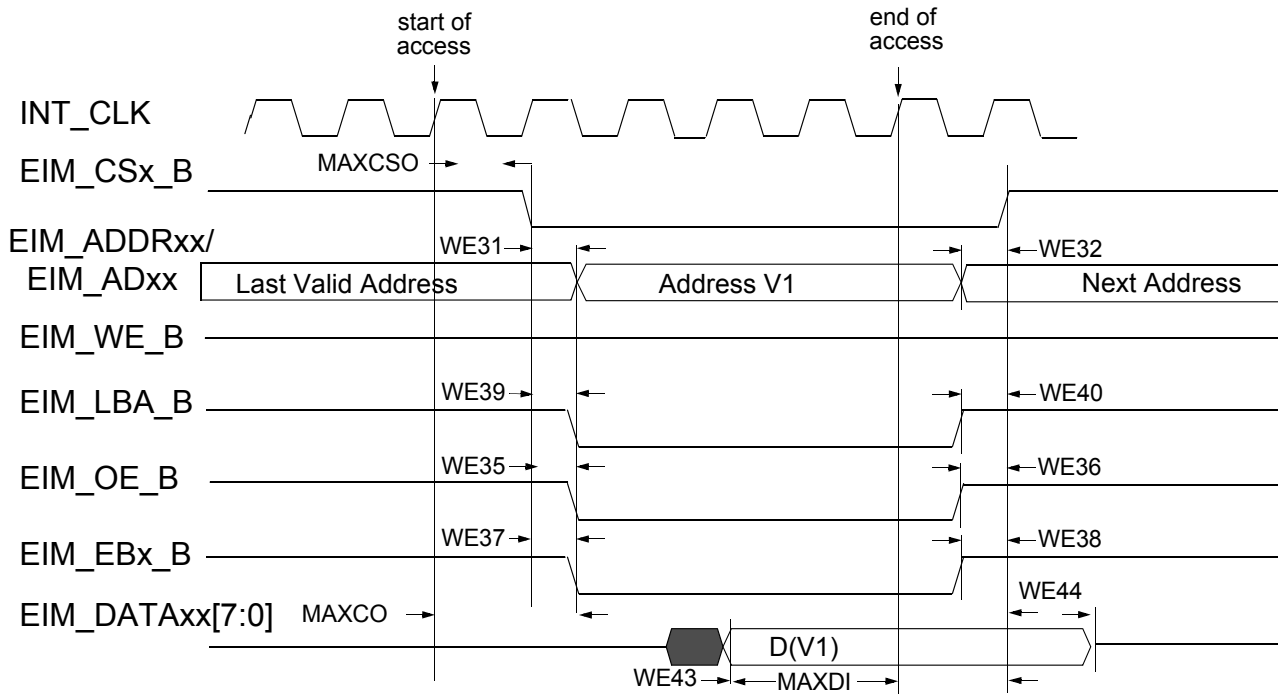 start of
access
end of
access
INT_CLK
MAXCSO
EIM_CSx_B
EIM_ADDRxx/
EIM_ADxx
WE31
WE32
Last Valid Address
Address V1
Next Address
EIM_WE_B
WE39
WE40
EIM_LBA_B
WE35
WE36
EIM_OE_B
WE37
WE38
EIM_EBx_B
WE44
EIM_DATAxx[7:0]
MAXCO
D(V1)
WE43
MAXDI